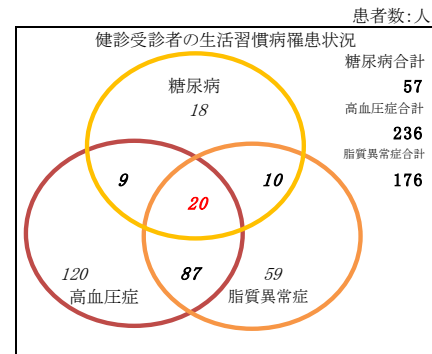 患者数:人
健診受診者の生活習慣病罹患状況
糖尿病合計
57
高血圧症合計
236
脂質異常症合計
176
糖尿病
18
9
10
20
120
87
59
高血圧症
脂質異常症